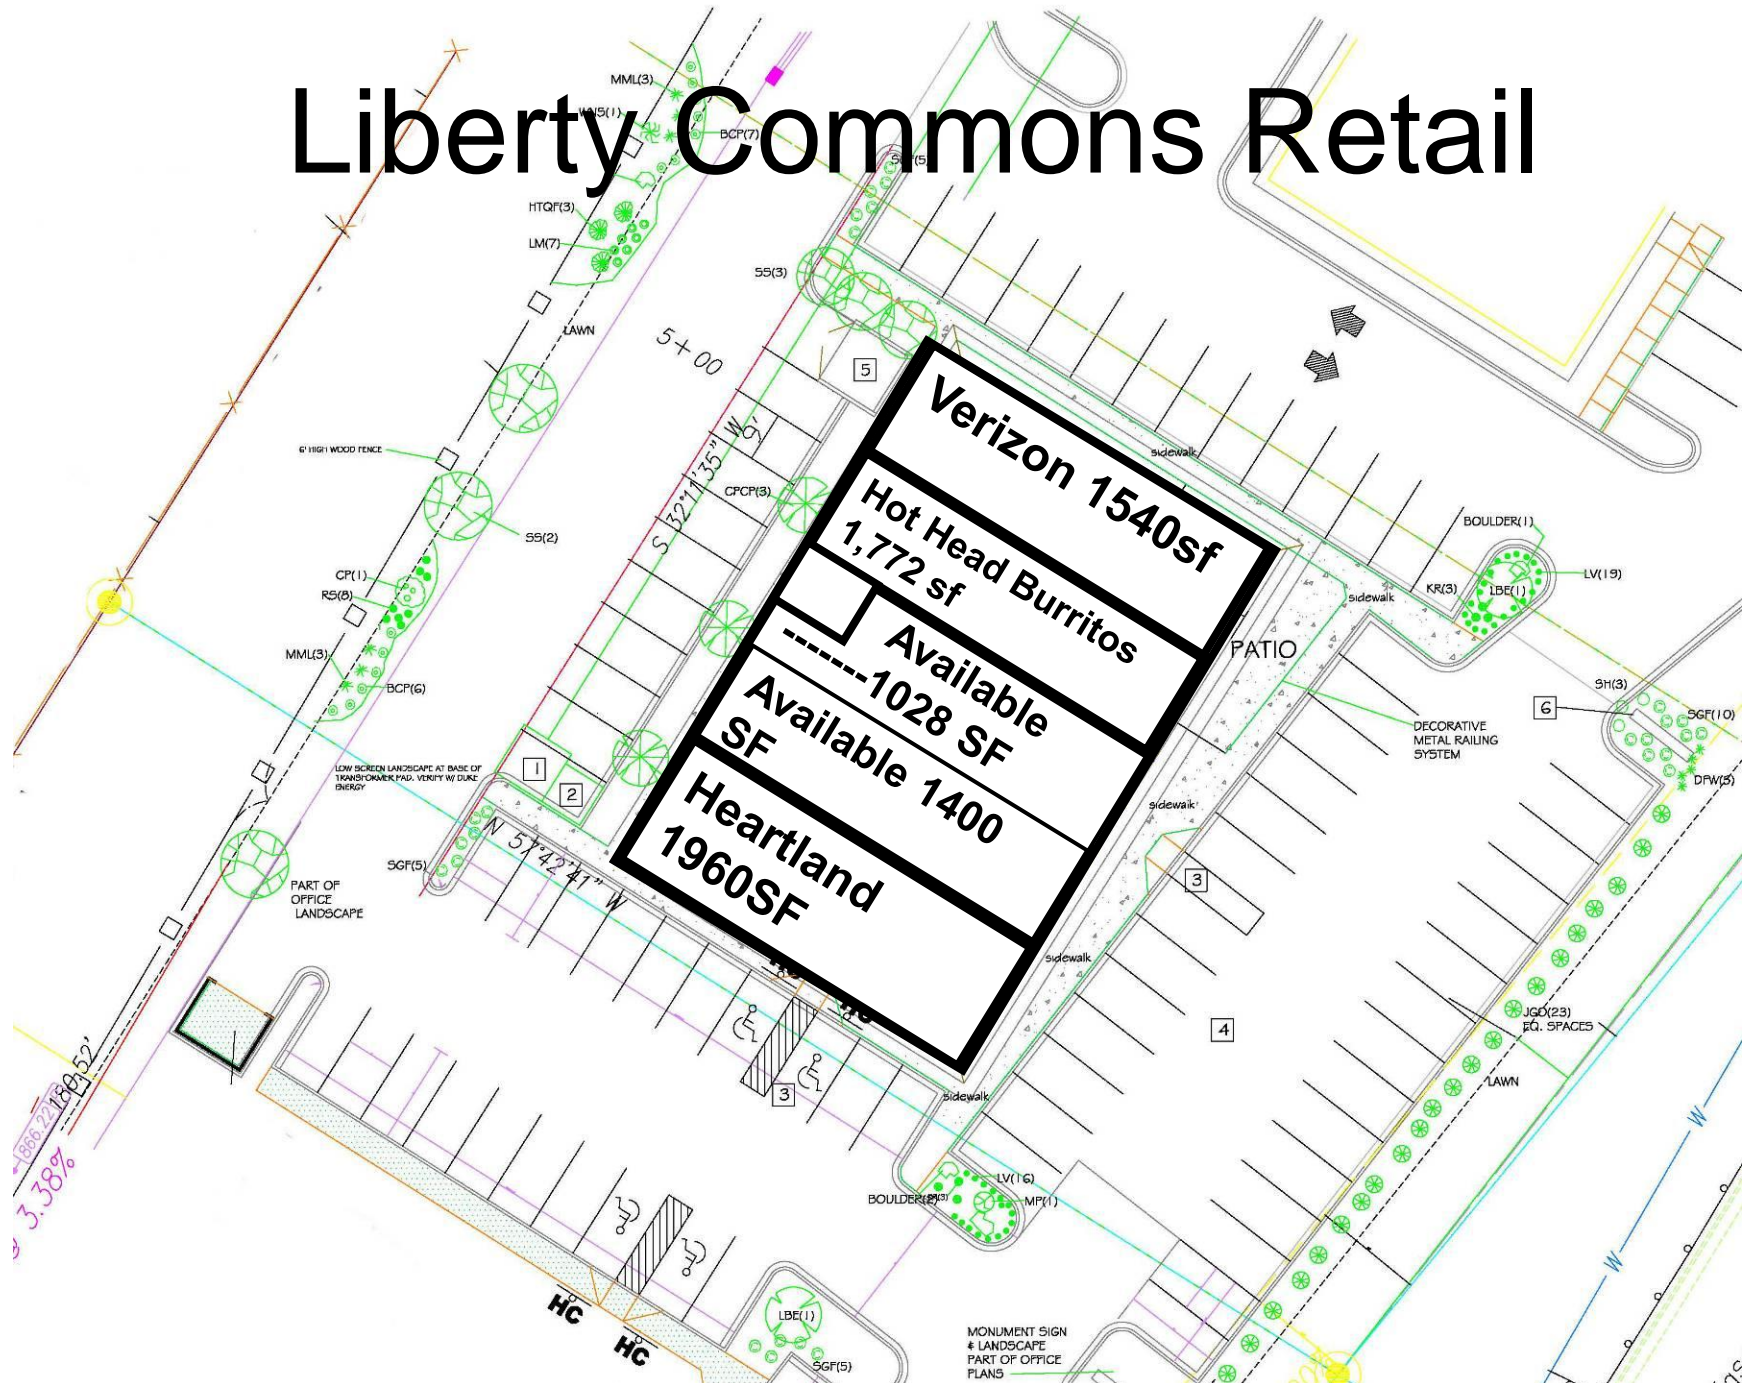 Liberty Commons Retail
MML(3)
BCP(7)
HTQF(3)
LM(7)
SS(3)
LAWN
5+00
5
6' HIGH WOOD FENCE
S 32°11'35" W
9'
CPCP(3)
SS(2)
CP(1)
RS(8)
MML(3)
BCP(6)
Verizon 1540sf
Hot Head Burritos
1,772 sf
Available
------1028 SF
Available 1400
SF
Heartland
1960SF
sidewalk
BOULDER(1)
LV(19)
KR(3)
LBE(1)
sidewalk
PATIO
SH(3)
6
SGF(10)
DECORATIVE
METAL RAILING
SYSTEM
DFW(5)
LOW SCREEN LANDSCAPE AT BASE OF
TRANSFORMER PAD. VERIFY W/ DUKE
ENERGY
1
2
sidewalk
SGF(5)
N 57°42'41" W
PART OF
OFFICE
LANDSCAPE
3
sidewalk
4
JGD(23)
EQ. SPACES
LAWN
3
sidewalk
180.52'
3.38%
LV(16)
MP(1)
W
W
HC
HC
LBE(1)
SGF(5)
MONUMENT SIGN
& LANDSCAPE
PART OF OFFICE
PLANS